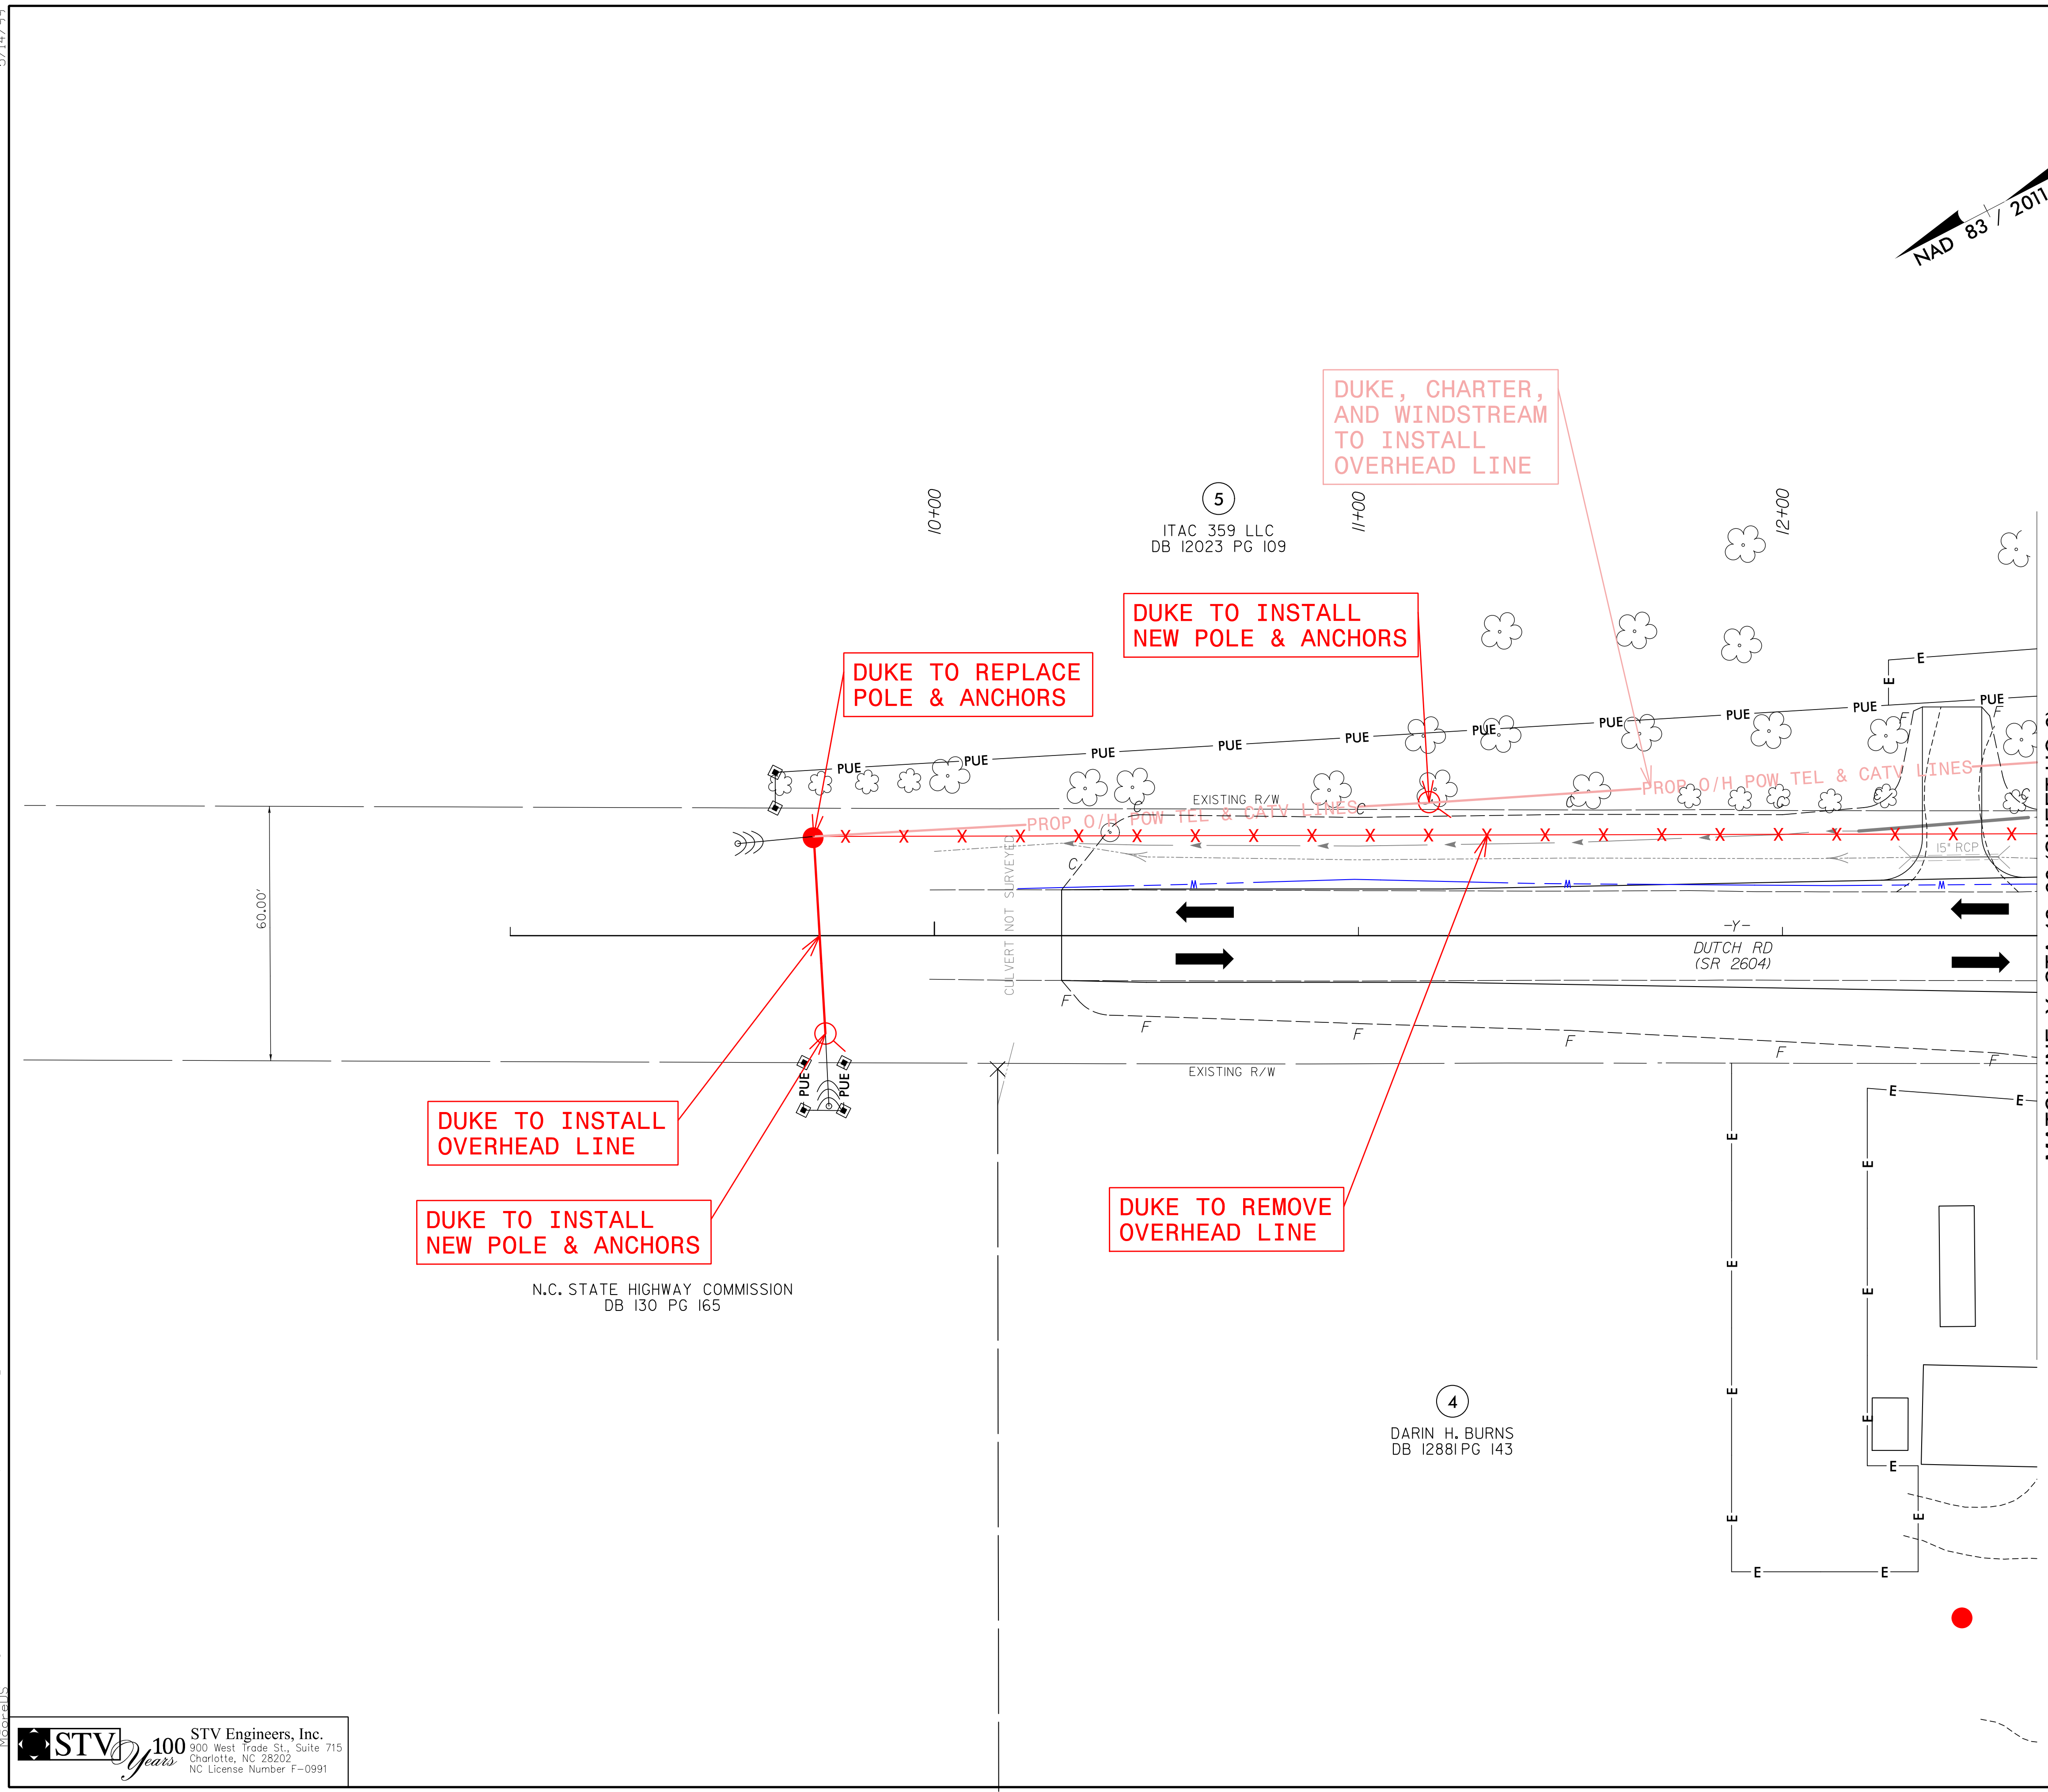 5/14/99
NAD 83 / 2011
DUKE, CHARTER,
AND WINDSTREAM
TO INSTALL
OVERHEAD LINE
10+00
11+00
12+00
5
ITAC 359 LLC
DB 12023 PG 109
DUKE TO INSTALL
NEW POLE & ANCHORS
DUKE TO REPLACE
POLE & ANCHORS
E
E
PUE PUE PUE PUE PUE PUE PUE PUE PUE PUE
F F
EXISTING R/W
PROP O/H POW TEL & CATV LINES
PROP O/H POW TEL & CATV LINES
C C C C C C C
X X X X X X X X X X X X X X X X X X X X X
15" RCP
W W W
60.00'
CULVERT NOT SURVEYED
-Y-
DUTCH RD
(SR 2604)
F F F F F F
EXISTING R/W
PUE PUE
DUKE TO INSTALL
OVERHEAD LINE
DUKE TO INSTALL
NEW POLE & ANCHORS
DUKE TO REMOVE
OVERHEAD LINE
N.C. STATE HIGHWAY COMMISSION
DB 130 PG 165
E E
E E E E
E E E
E E
E E
4
DARIN H. BURNS
DB 12881 PG 143
MooreDS
STV
100
Years
STV Engineers, Inc.
900 West Trade St., Suite 715
Charlotte, NC 28202
NC License Number F-0991